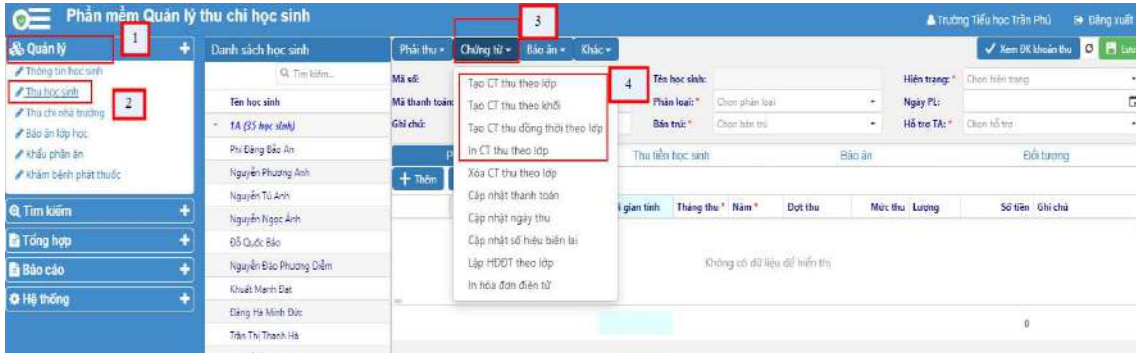 Phần mềm Quản lý thu chi học sinh
Trường Tiểu học Trần Phú
Đăng xuất
1
2
3
4
Quản lý
Thông tin học sinh
Thu học sinh
Thu chi nhà trường
Báo ăn lớp học
Khẩu phần ăn
Khám bệnh phát thuốc
Tìm kiếm
Tổng hợp
Báo cáo
Hệ thống
Danh sách học sinh
Tìm kiếm...
Tên học sinh
1A (35 học sinh)
Phí Đăng Bảo An
Nguyễn Phương Anh
Nguyễn Tú Anh
Nguyễn Ngọc Ánh
Đỗ Quốc Bảo
Nguyễn Đào Phương Diễm
Khuất Mạnh Đạt
Đặng Hà Minh Đức
Trần Thị Thanh Hà
Phải thu
Chứng từ
Báo ăn
Khác
Xem ĐK khoản thu
Lưu
Mã số:
Tên học sinh:
Hiện trạng: *
Chọn hiện trạng
Mã thanh toán:
Phân loại: *
Chọn phân loại
Ngày PL:
Ghi chú:
Bán trú: *
Chọn bán trú
Hỗ trợ TA: *
Chọn hỗ trợ
Tạo CT thu theo lớp
Tạo CT thu theo khối
Tạo CT thu đồng thời theo lớp
In CT thu theo lớp
Xóa CT thu theo lớp
Cập nhật thanh toán
Cập nhật ngày thu
Cập nhật số hiệu biên lai
Lập HĐĐT theo lớp
In hóa đơn điện tử
Thu tiền học sinh
Báo ăn
Đối tượng
Thêm
gian tính
Tháng thu *
Năm *
Đợt thu
Mức thu
Lượng
Số tiền
Ghi chú
Không có dữ liệu để hiển thị
0